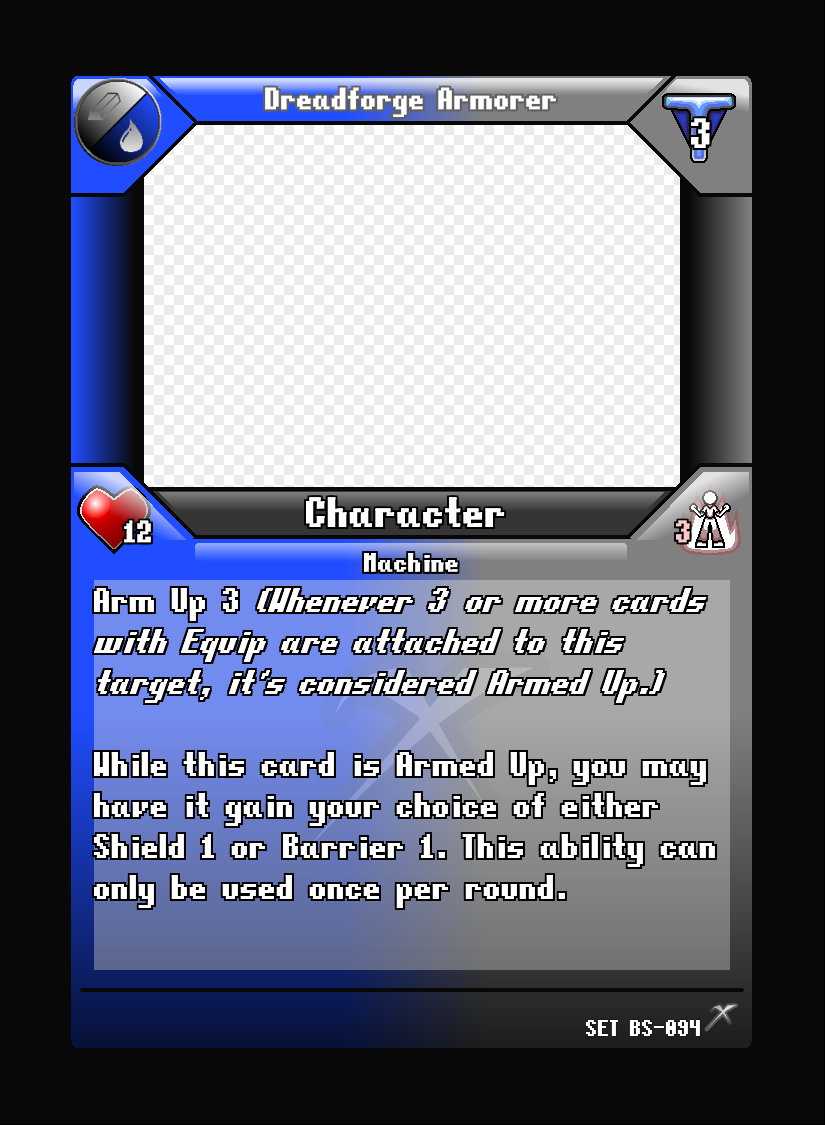 Dreadforge Armorer
3
12
Character
3
Machine
Arm Up 3 (Whenever 3 or more cards
with Equip are attached to this
target, it's considered Armed Up.)
While this card is Armed Up, you may
have it gain your choice of either
Shield 1 or Barrier 1. This ability can
only be used once per round.
SET BS-094